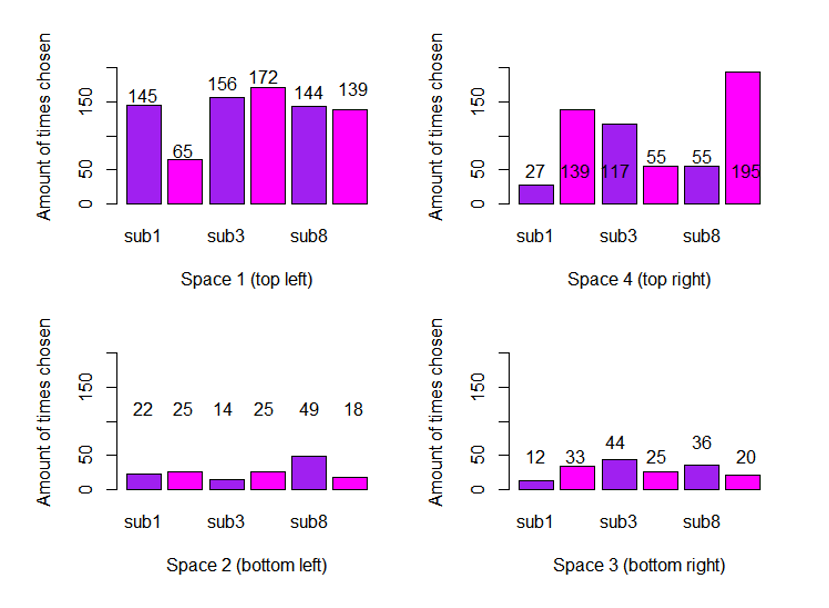 Amount of times chosen
0 50 150
145 65 156 172 144 139
sub1 sub3 sub8
Space 1 (top left)
Amount of times chosen
0 50 150
27 139 117 55 55 195
sub1 sub3 sub8
Space 4 (top right)
Amount of times chosen
0 50 150
22 25 14 25 49 18
sub1 sub3 sub8
Space 2 (bottom left)
Amount of times chosen
0 50 150
12 33 44 25 36 20
sub1 sub3 sub8
Space 3 (bottom right)